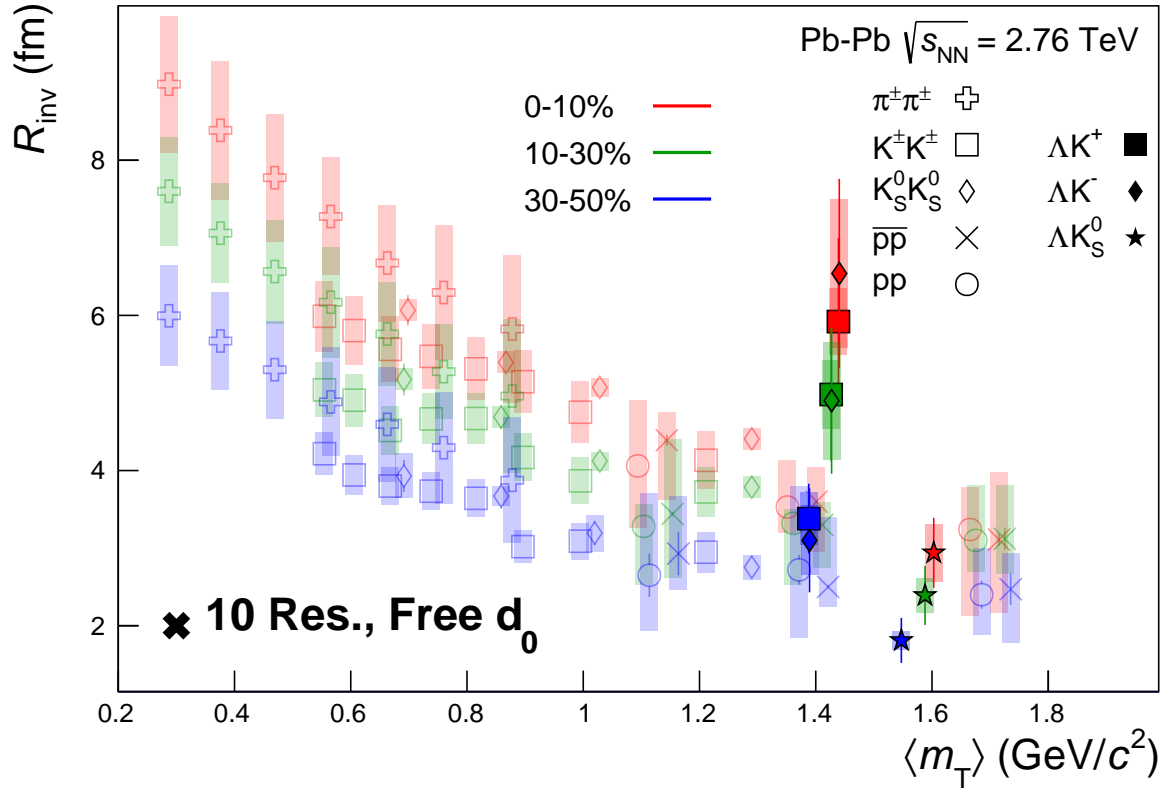 R_inv (fm)
Pb-Pb √s_NN = 2.76 TeV
0-10%
10-30%
30-50%
π±π±
K±K±
K⁰_S K⁰_S
p̅p̅
pp
ΛK⁺
ΛK⁻
ΛK⁰_S
8
6
4
2
10 Res., Free d₀
0.2 0.4 0.6 0.8 1 1.2 1.4 1.6 1.8
⟨m_T⟩ (GeV/c²)